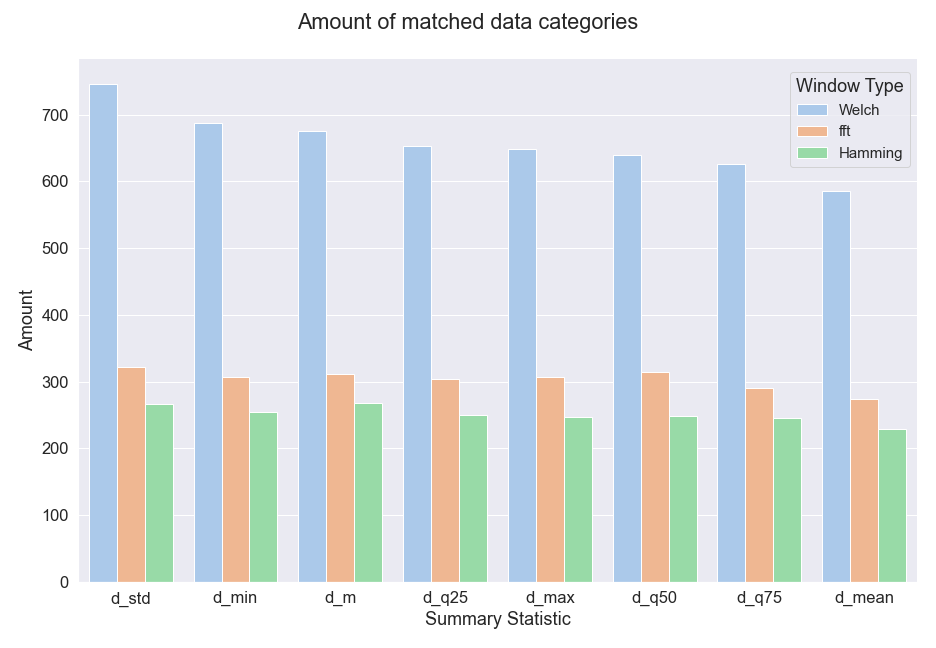 Amount of matched data categories
Window Type
Welch
fft
Hamming
700
600
500
400
300
200
100
0
Amount
d_std d_min d_m d_q25 d_max d_q50 d_q75 d_mean
Summary Statistic